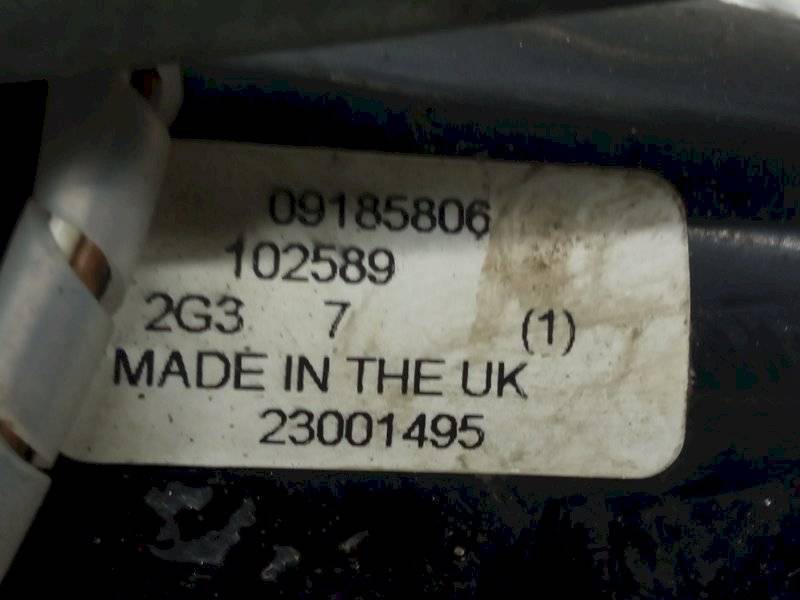 09185806
102589
2G3 7 (1)
MADE IN THE UK
23001495